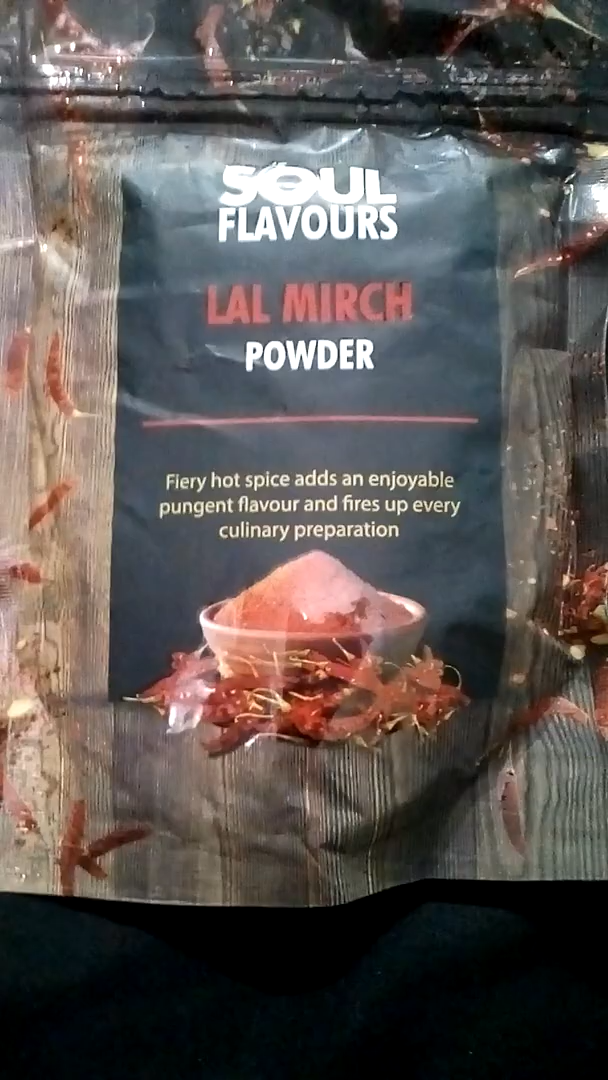 SOUL
FLAVOURS
LAL MIRCH
POWDER
Fiery hot spice adds an enjoyable
pungent flavour and fires up every
culinary preparation